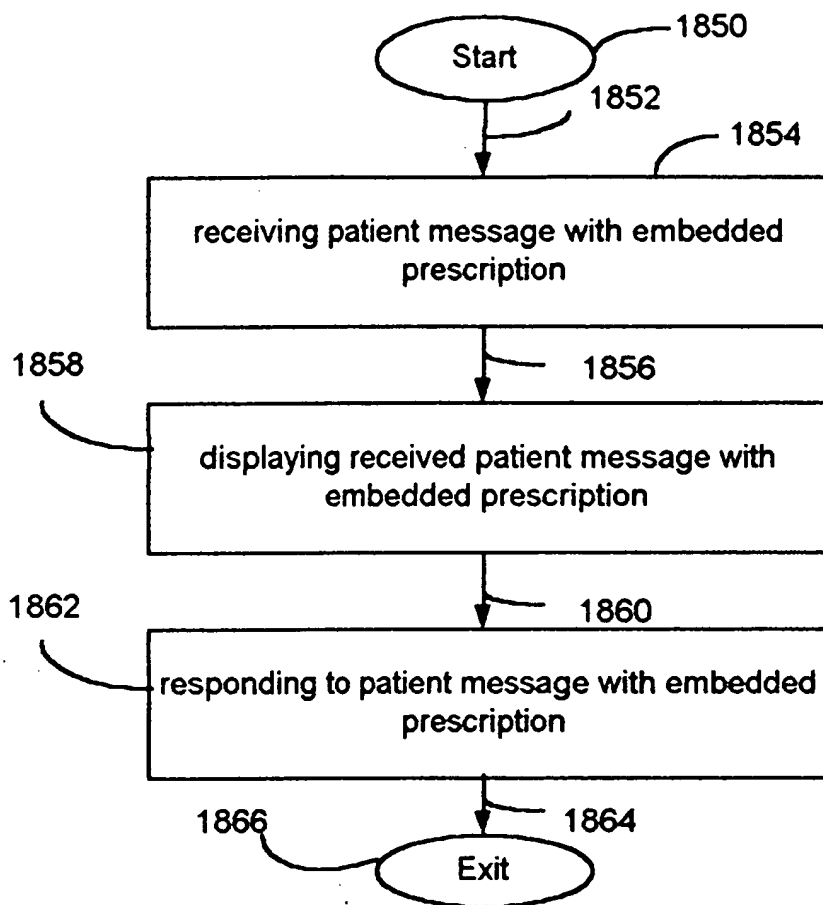 Start
1850
1852
1854
receiving patient message with embedded
prescription
1856
1858
displaying received patient message with
embedded prescription
1860
1862
responding to patient message with embedded
prescription
1864
1866
Exit